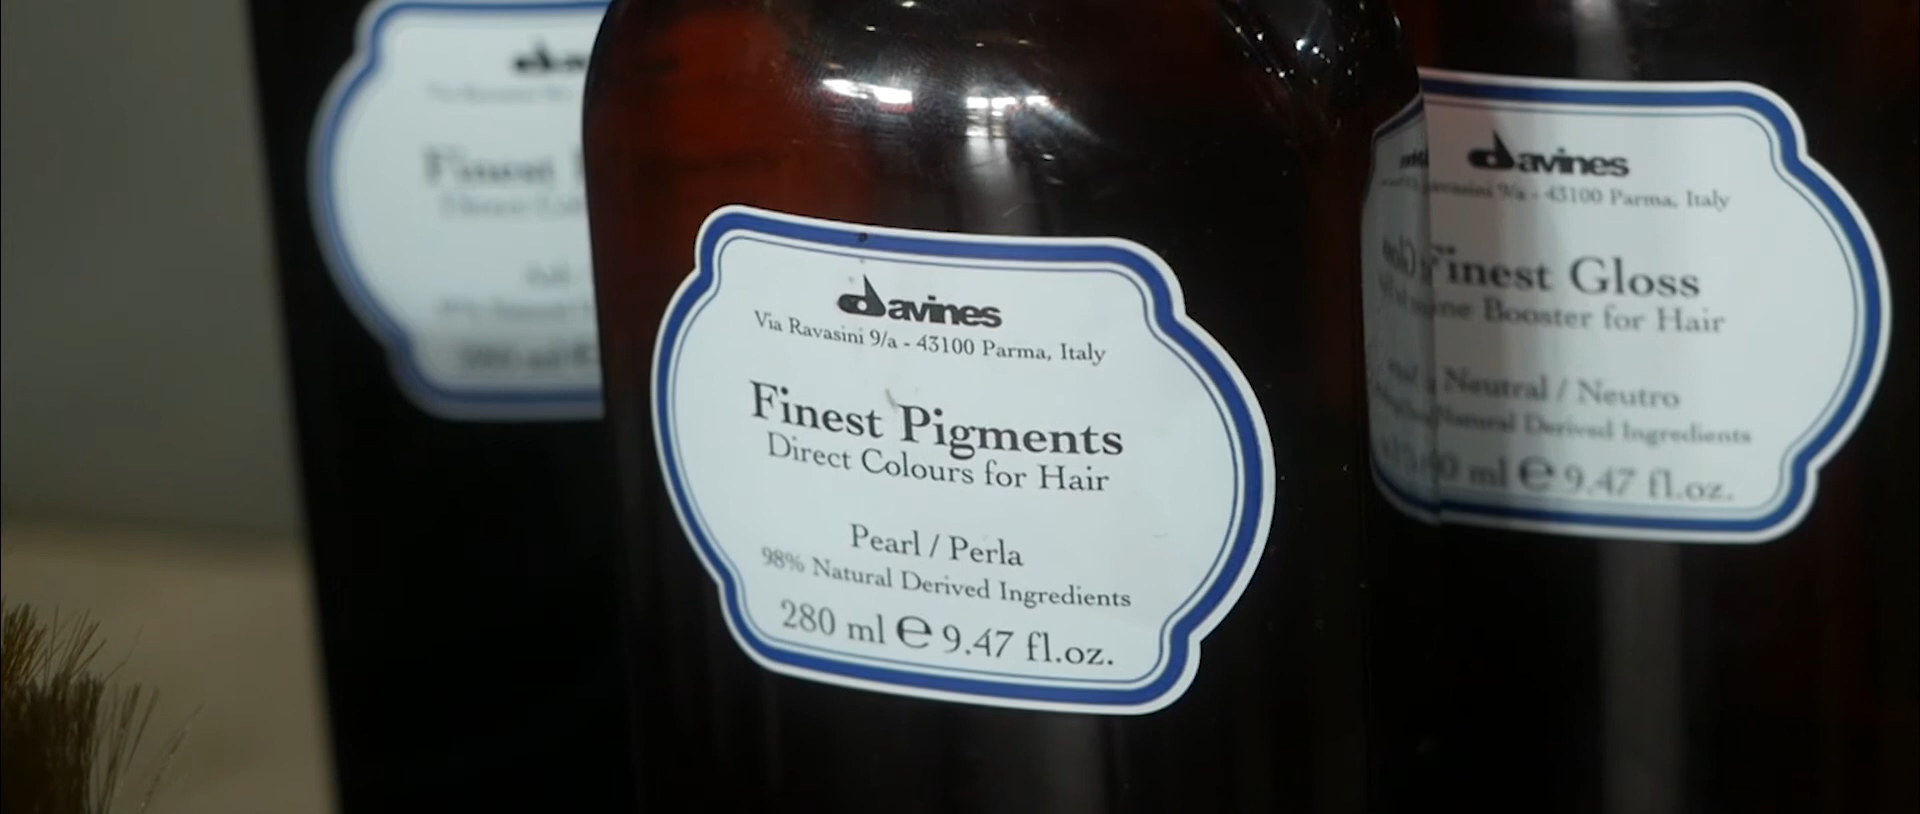 davines
Via Ravasini 9/a - 43100 Parma, Italy
Finest Pigments
Direct Colours for Hair
Pearl / Perla
98% Natural Derived Ingredients
280 ml ℮ 9.47 fl.oz.
davines
9/a - 43100 Parma, Italy
Finest Gloss
Booster for Hair
Neutral / Neutro
Natural Derived Ingredients
ml ℮ 9.47 fl.oz.
Finest